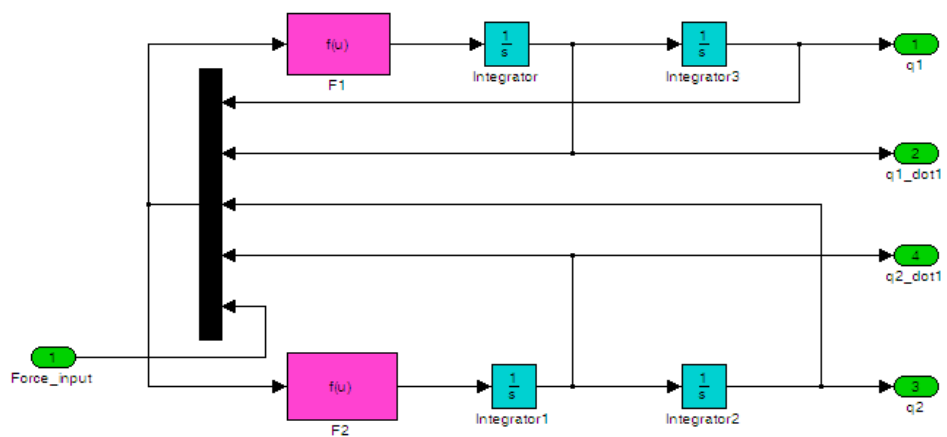 f(u)
F1
1
s
Integrator
1
s
Integrator3
1
q1
2
q1_dot1
4
q2_dot1
1
Force_input
f(u)
F2
1
s
Integrator1
1
s
Integrator2
3
q2